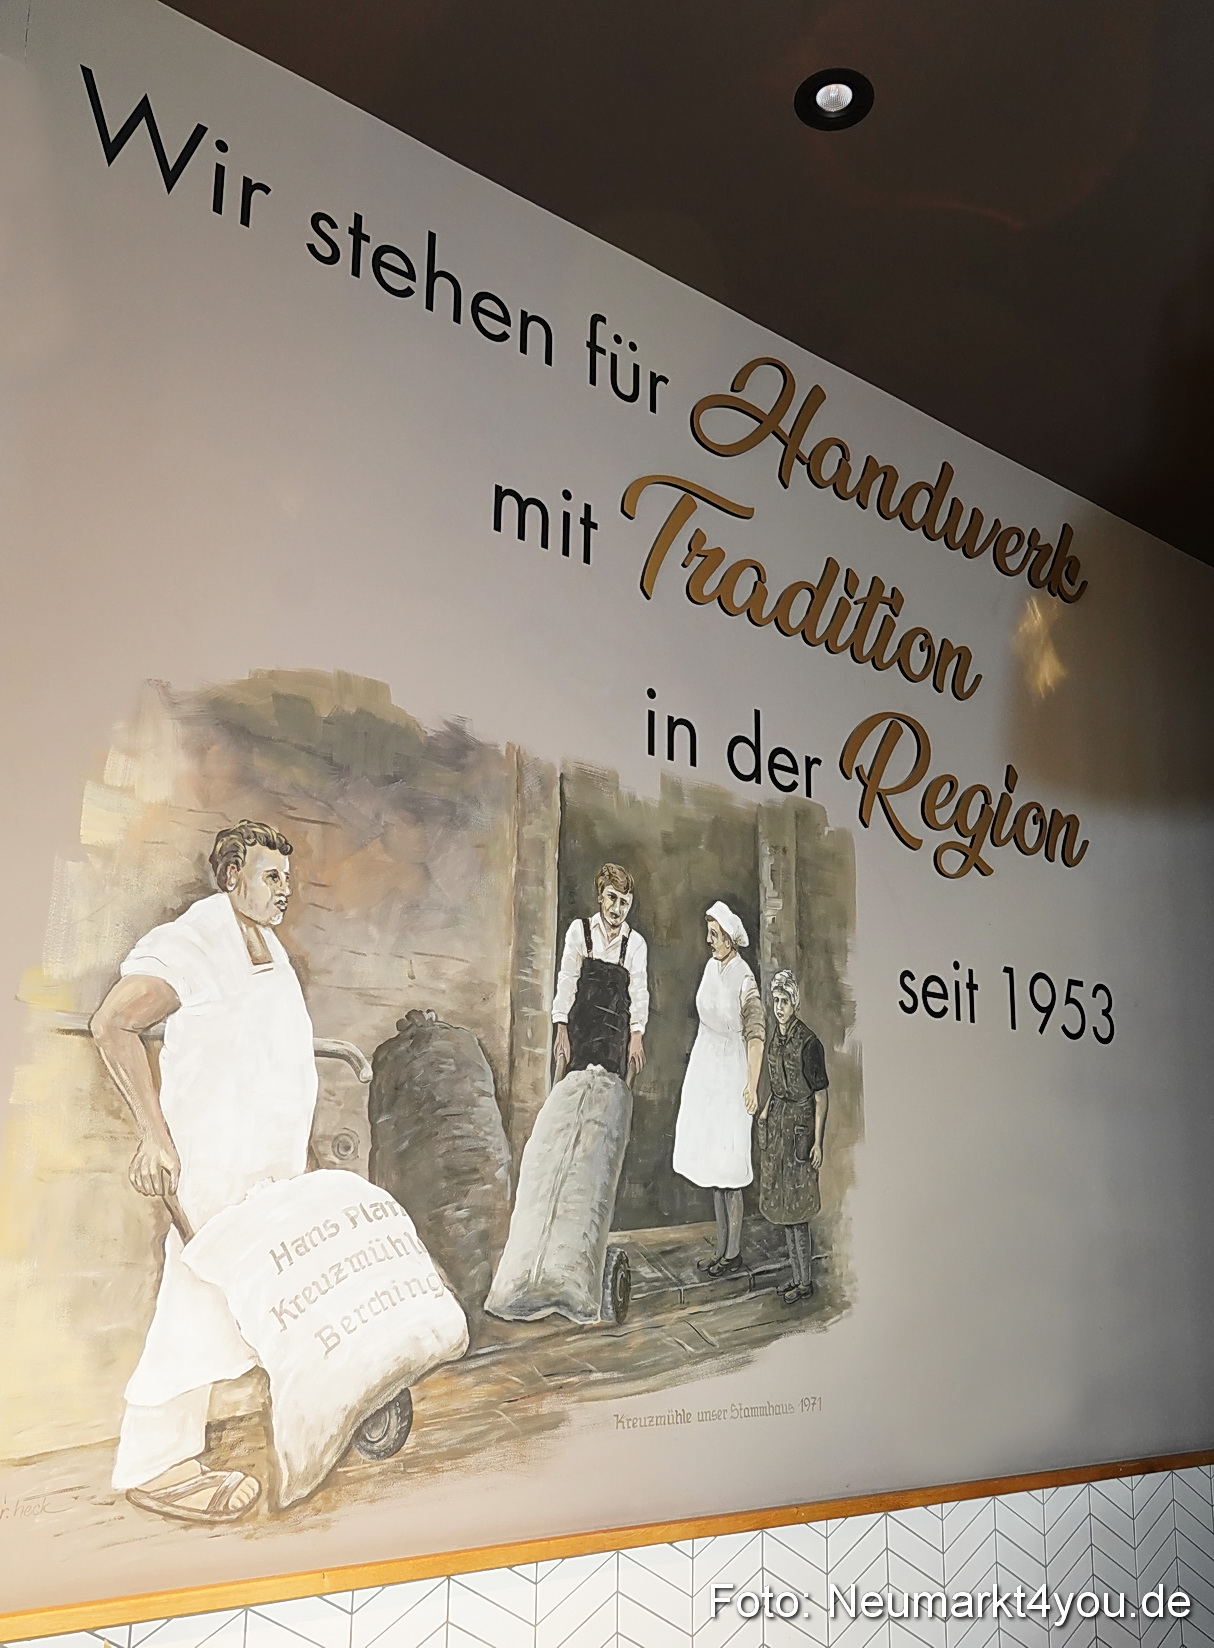 Wir stehen für Handwerk
mit Tradition
in der Region
seit 1953
Hans Plan
Kreuzmühle
Berching
Kreuzmühle unser Stammhaus 1971
r. heck
Foto: Neumarkt4you.de